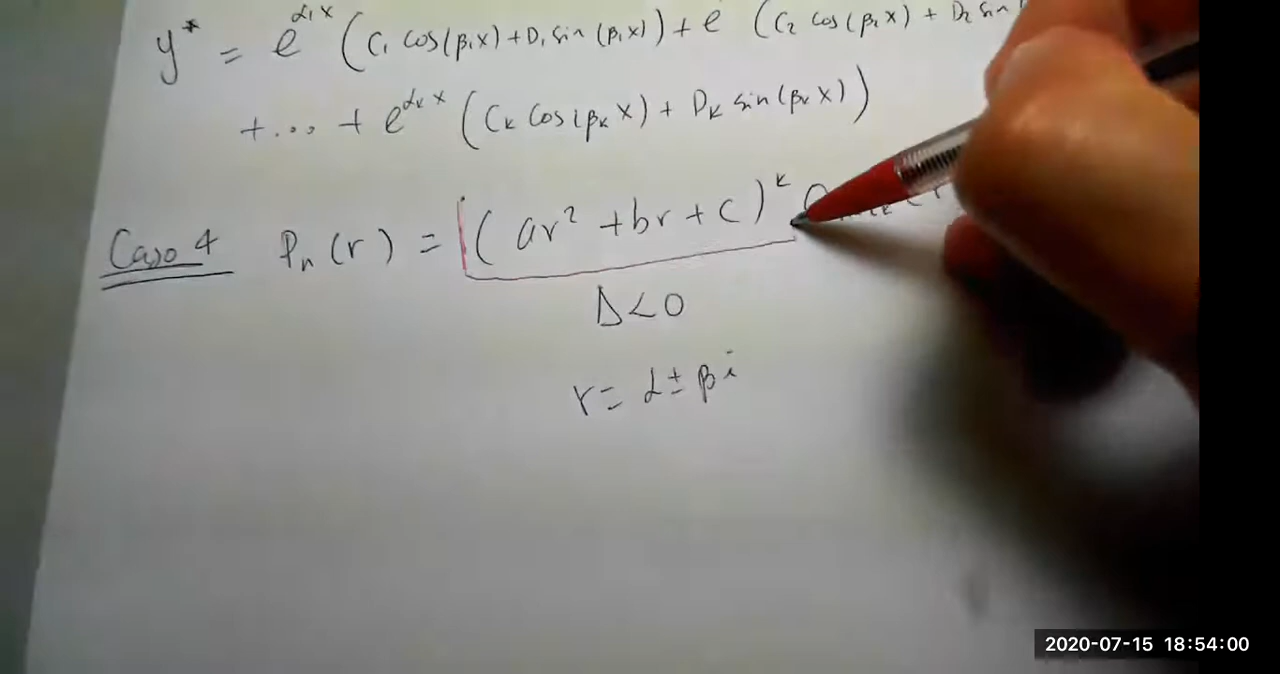 y* = e^{α₁x} (C₁ cos(β₁x) + D₁ sin(β₁x)) + e (C₂ cos(β₂x) + D₂ sin
+ ... + e^{αₖx} (Cₖ cos(βₖx) + Dₖ sin(βₖx))
Caso 4 Pₙ(r) = (ar² + br + c)ᵏ
Δ<0
r = α ± βi
2020-07-15 18:54:00